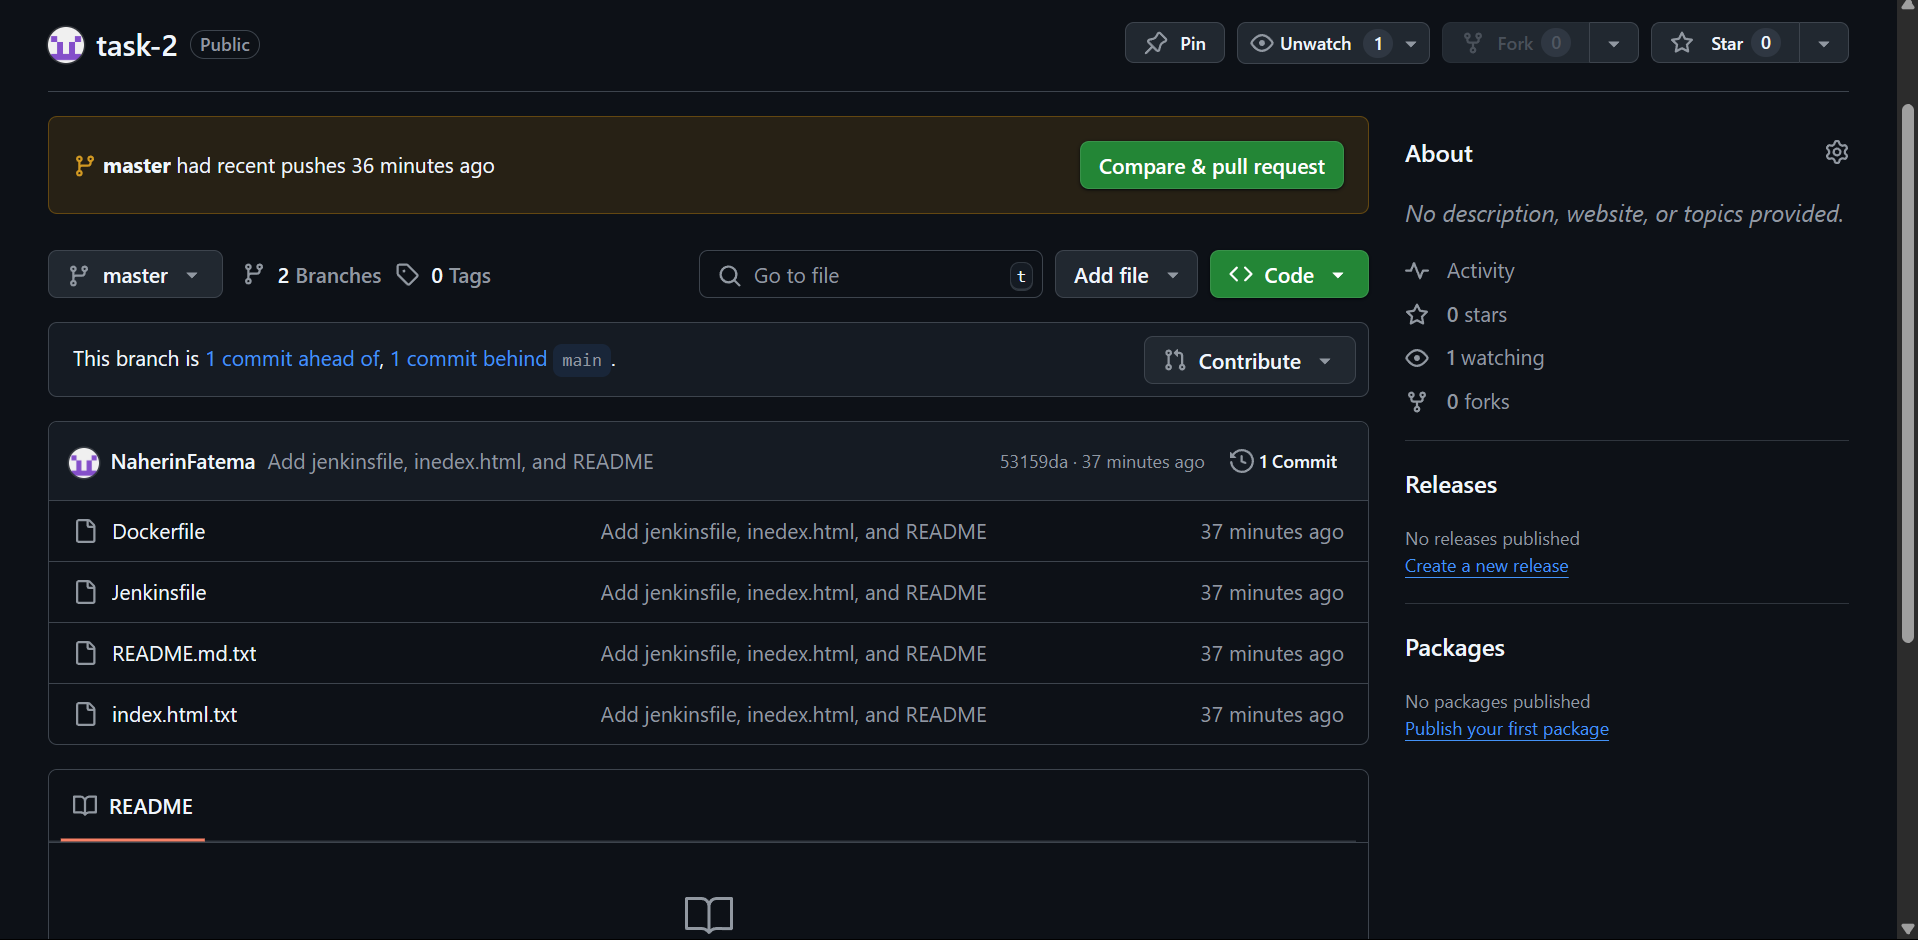 task-2 Public Pin Unwatch 1 Fork 0 Star 0
master had recent pushes 36 minutes ago Compare & pull request
master 2 Branches 0 Tags Go to file t Add file Code
This branch is 1 commit ahead of, 1 commit behind main .
Contribute
NaherinFatema Add jenkinsfile, inedex.html, and README 53159da · 37 minutes ago 1 Commit
Dockerfile Add jenkinsfile, inedex.html, and README 37 minutes ago
Jenkinsfile Add jenkinsfile, inedex.html, and README 37 minutes ago
README.md.txt Add jenkinsfile, inedex.html, and README 37 minutes ago
index.html.txt Add jenkinsfile, inedex.html, and README 37 minutes ago
README
About
No description, website, or topics provided.
Activity
0 stars
1 watching
0 forks
Releases
No releases published
Create a new release
Packages
No packages published
Publish your first package